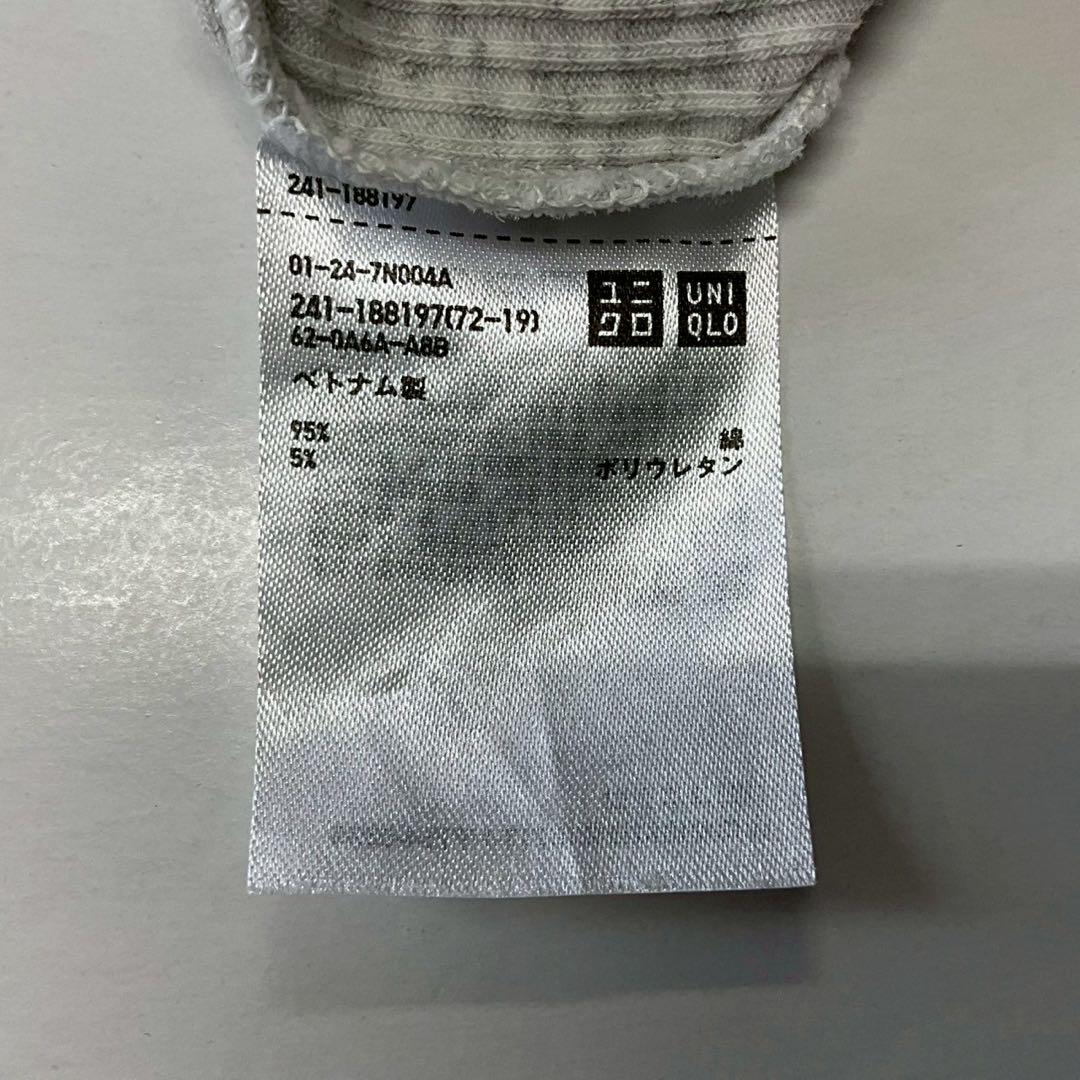 241-188197
01-24-7N004A
241-188197(72-19)
62-0A6A-A8B
ベトナム製
ユニ
クロ
UNI
QLO
95% 綿
5% ポリウレタン